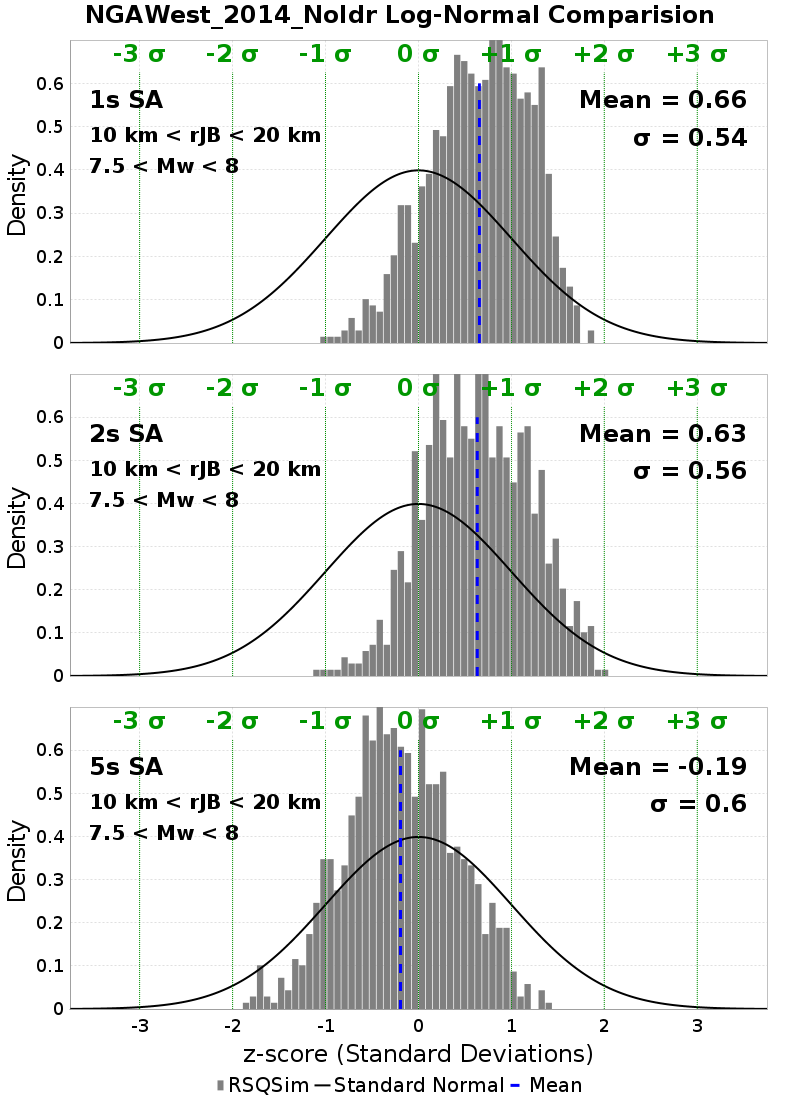 NGAWest_2014_NoIdr Log-Normal Comparision
-3 σ -2 σ -1 σ 0 σ +1 σ +2 σ +3 σ
1s SA
Mean = 0.66
10 km < rJB < 20 km
σ = 0.54
7.5 < Mw < 8
Density
0.6
0.5
0.4
0.3
0.2
0.1
0
-3 σ -2 σ -1 σ 0 σ +1 σ +2 σ +3 σ
2s SA
Mean = 0.63
10 km < rJB < 20 km
σ = 0.56
7.5 < Mw < 8
Density
0.6
0.5
0.4
0.3
0.2
0.1
0
-3 σ -2 σ -1 σ 0 σ +1 σ +2 σ +3 σ
5s SA
Mean = -0.19
10 km < rJB < 20 km
σ = 0.6
7.5 < Mw < 8
Density
0.6
0.5
0.4
0.3
0.2
0.1
0
-3 -2 -1 0 1 2 3
z-score (Standard Deviations)
RSQSim Standard Normal Mean